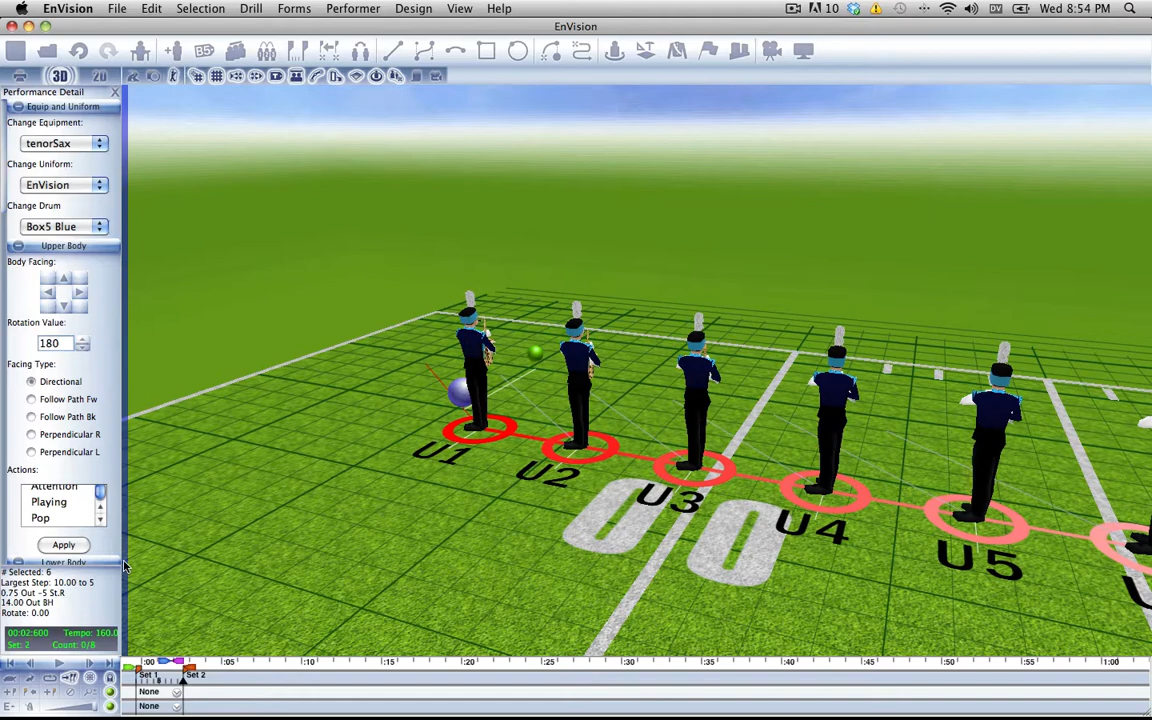 EnVision File Edit Selection Drill Forms Performer Design View Help 10 DV Wed 8:54 PM
EnVision
B5
3D 2D
Performance Detail X
Equip and Uniform
Change Equipment:
tenorSax
Change Uniform:
EnVision
Change Drum
Box5 Blue
Upper Body
Body Facing:
Rotation Value:
180
Facing Type:
Directional
Follow Path Fw
Follow Path Bk
Perpendicular R
Perpendicular L
Actions:
Attention
Playing
Pop
Apply
Lower Body
# Selected: 6
Largest Step: 10.00 to 5
0.75 Out -5 St.R
14.00 Out BH
Rotate: 0.00
00:02:600 Tempo: 160.0
Set: 2 Count: 0/8
U1 U2 U3 U4 U5
00
:00 :05 :10 :15 :20 :25 :30 :35 :40 :45 :50 :55 1:00
Set 1 Set 2
None
None